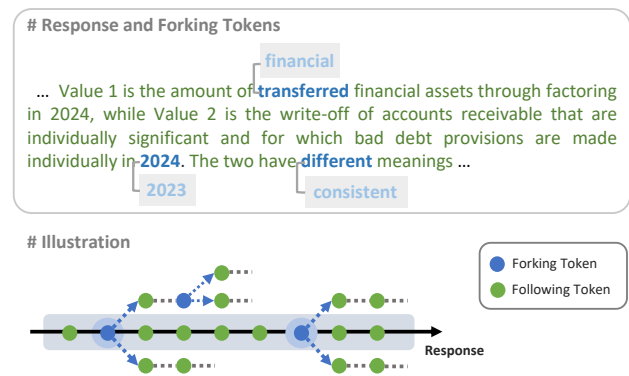 # Response and Forking Tokens
financial
... Value 1 is the amount of transferred financial assets through factoring
in 2024, while Value 2 is the write-off of accounts receivable that are
individually significant and for which bad debt provisions are made
individually in 2024. The two have different meanings ...
2023
consistent
# Illustration
Forking Token
Following Token
Response